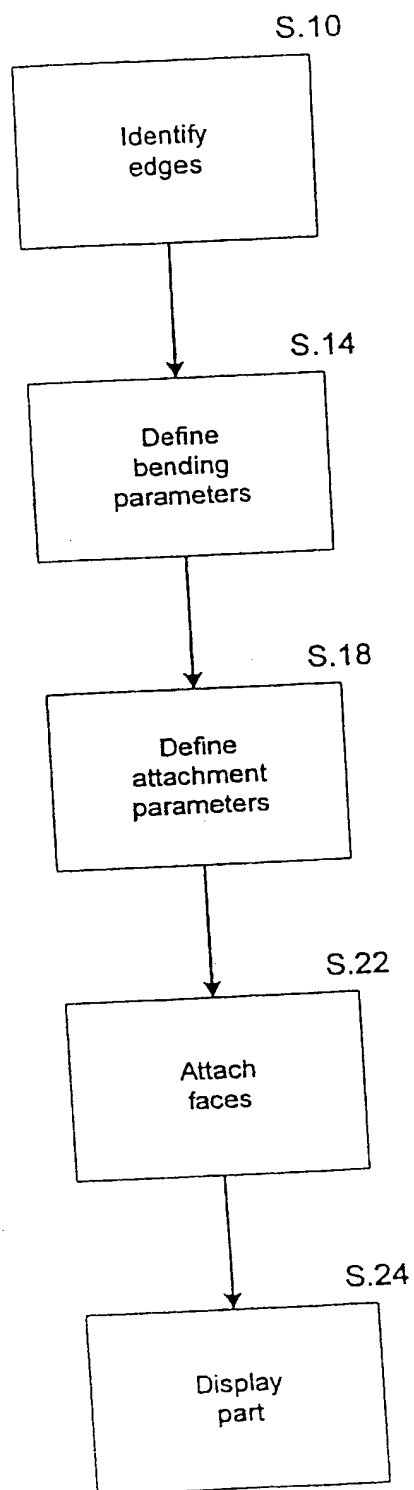 S.10
Identify
edges
S.14
Define
bending
parameters
S.18
Define
attachment
parameters
S.22
Attach
faces
S.24
Display
part